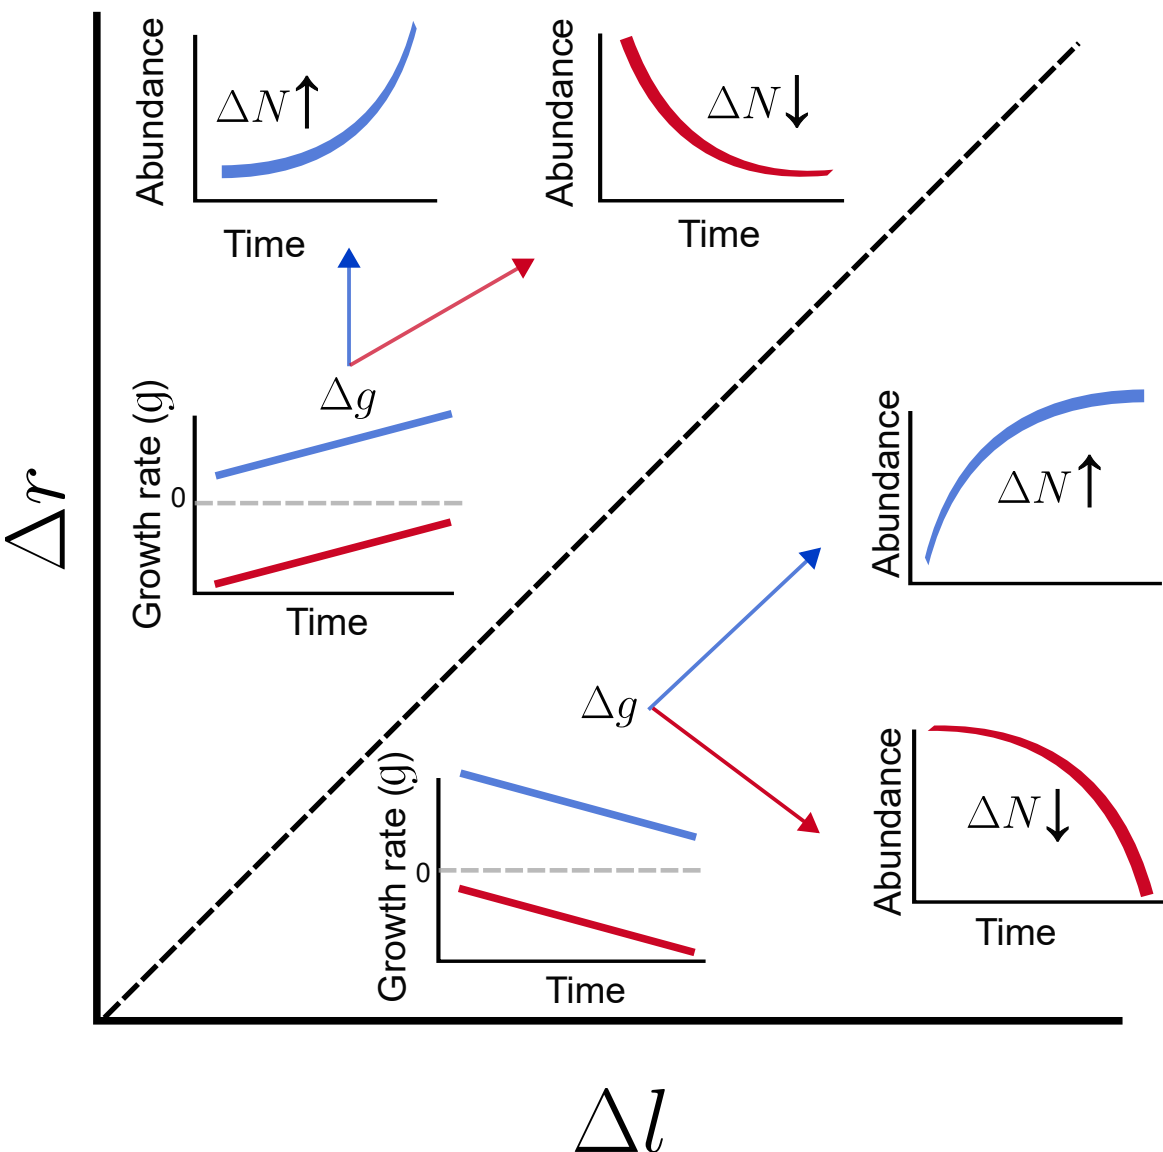 Abundance
ΔN↑
Time
Abundance
ΔN↓
Time
Δg
Growth rate (g)
0
Time
Δr
Abundance
ΔN↑
Δg
Growth rate (g)
0
Time
Abundance
ΔN↓
Time
Δl